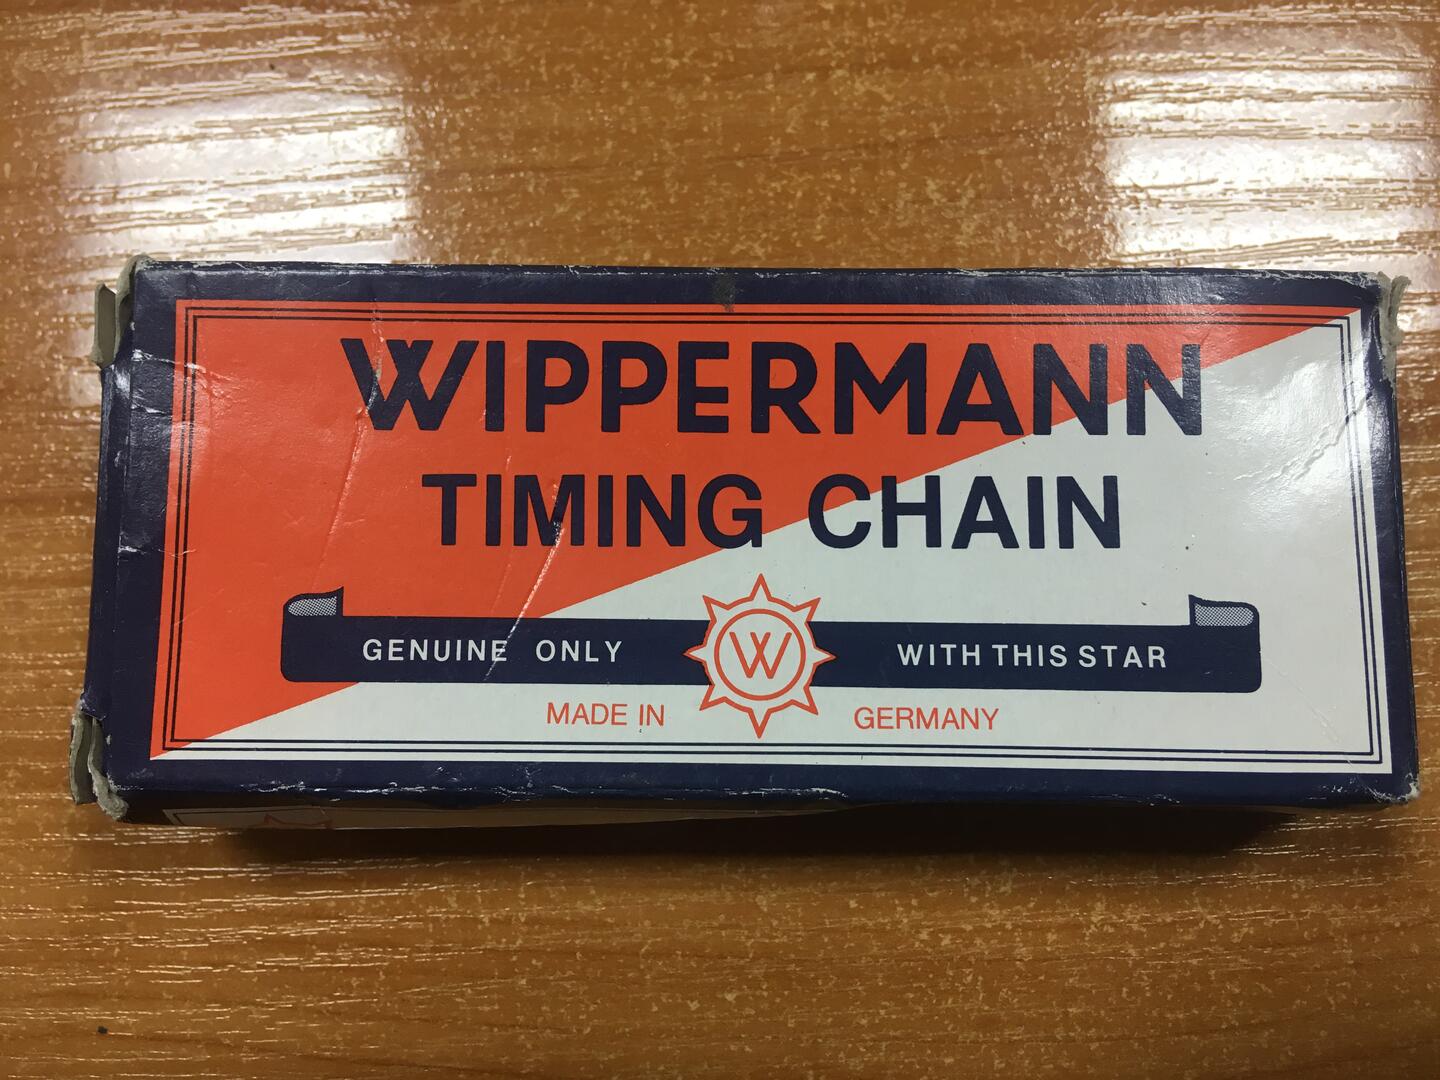 WIPPERMANN
TIMING CHAIN
GENUINE ONLY W WITH THIS STAR
MADE IN GERMANY